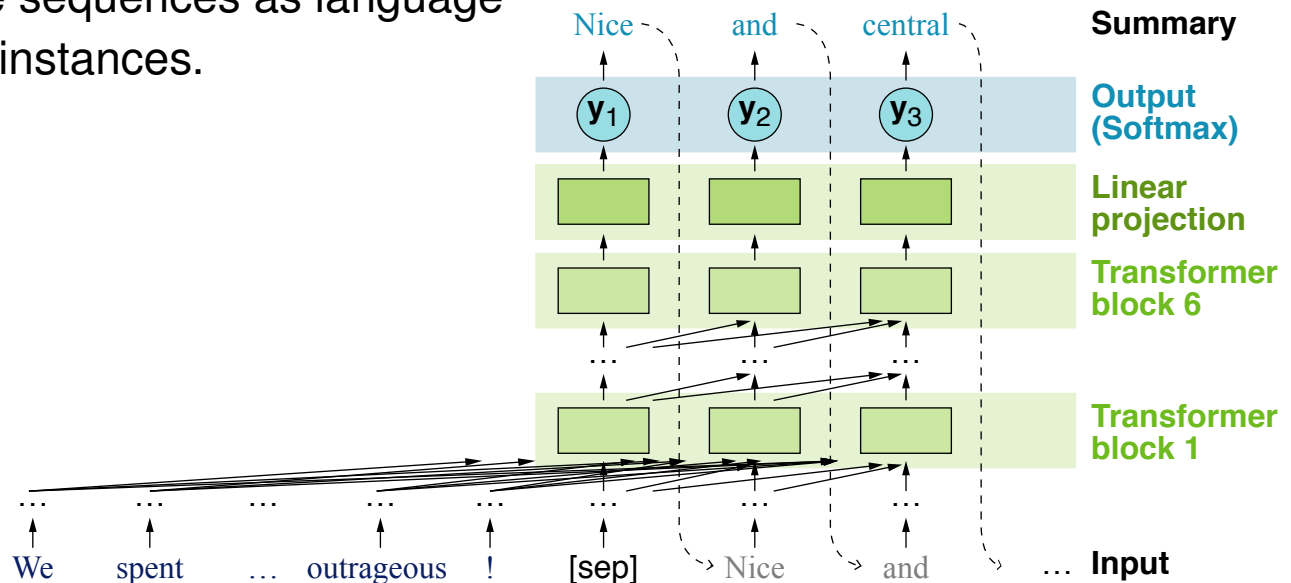 sequences as language
instances.
Nice and central Summary
y1 y2 y3 Output
(Softmax)
Linear
projection
Transformer
block 6
… … …
Transformer
block 1
… … … … … … … …
We spent … outrageous ! [sep] Nice and … Input